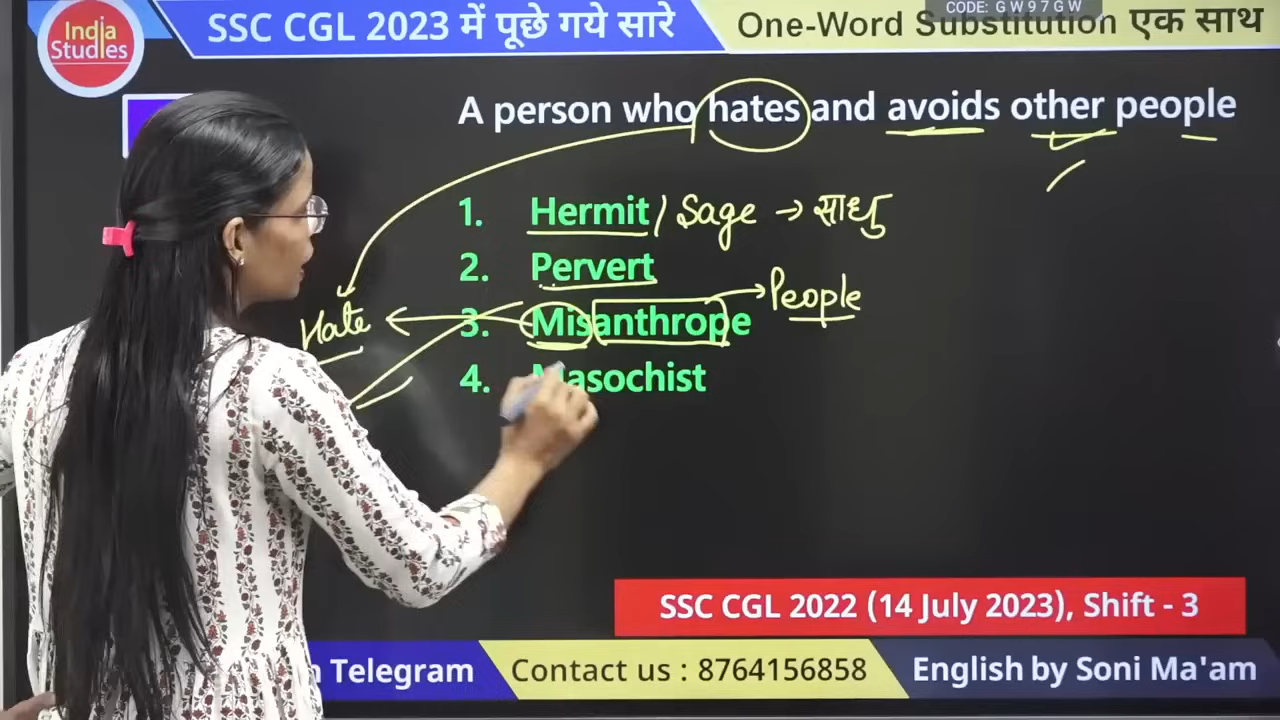 India
Studies
SSC CGL 2023 में पूछे गये सारे
One-Word Substitution एक साथ
CODE: GW97GW
A person who hates and avoids other people
1. Hermit / Sage → साधु
2. Pervert
People
Hate
3. Misanthrope
4. Masochist
SSC CGL 2022 (14 July 2023), Shift - 3
Telegram
Contact us : 8764156858
English by Soni Ma'am